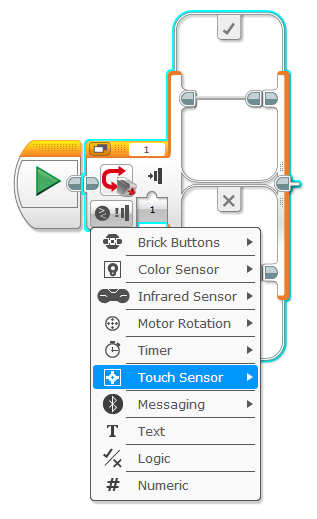 1
1
Brick Buttons
Color Sensor
Infrared Sensor
Motor Rotation
Timer
Touch Sensor
Messaging
T Text
Logic
# Numeric